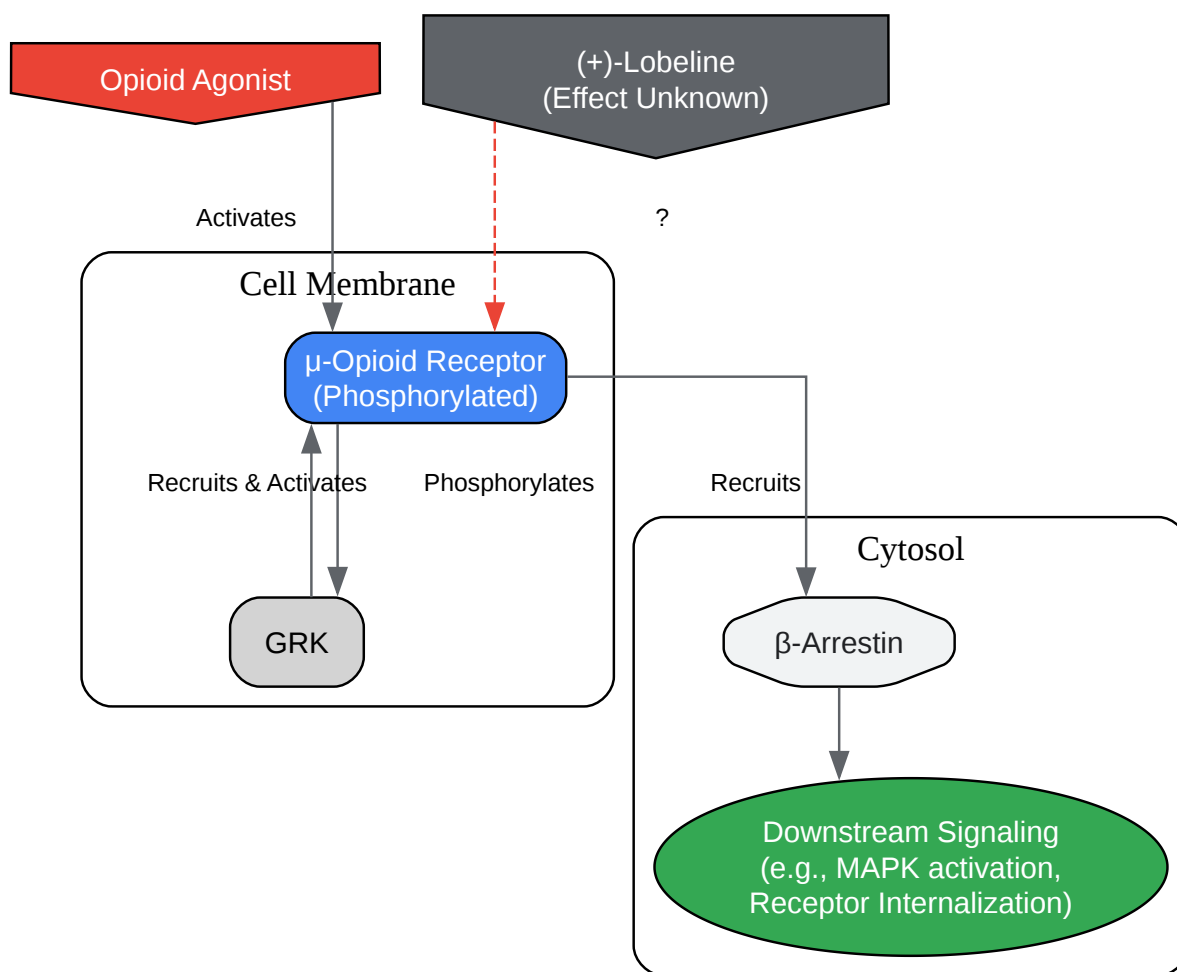 Opioid Agonist
(+)-Lobeline
(Effect Unknown)
Activates
?
Cell Membrane
μ-Opioid Receptor
(Phosphorylated)
Recruits & Activates
Phosphorylates
Recruits
Cytosol
GRK
β-Arrestin
Downstream Signaling
(e.g., MAPK activation,
Receptor Internalization)